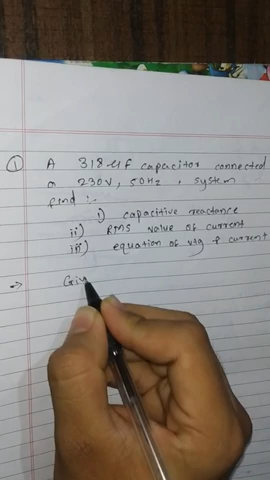 ① A 318 μF capacitor connected
a 230V, 50Hz , system
find :-
i) capacitive reactance
ii) RMS value of current
iii) equation of vtg & current
→ Giv